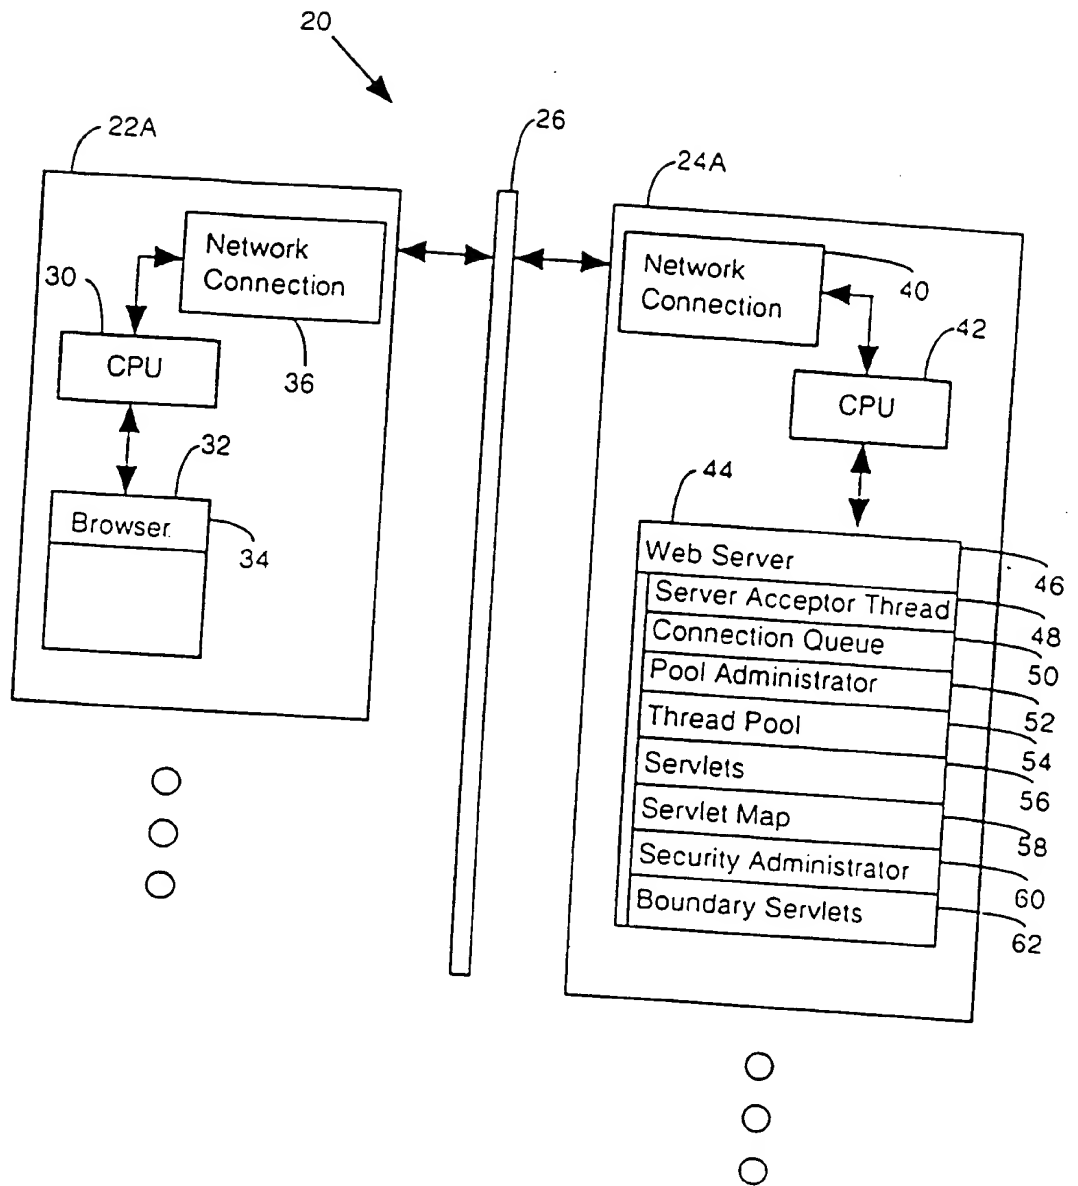 20
22A
26
24A
Network
Connection
30
CPU
36
32
Browser
34
Network
Connection
40
42
CPU
44
Web Server
46
Server Acceptor Thread
48
Connection Queue
50
Pool Administrator
52
Thread Pool
54
Servlets
56
Servlet Map
58
Security Administrator
60
Boundary Servlets
62